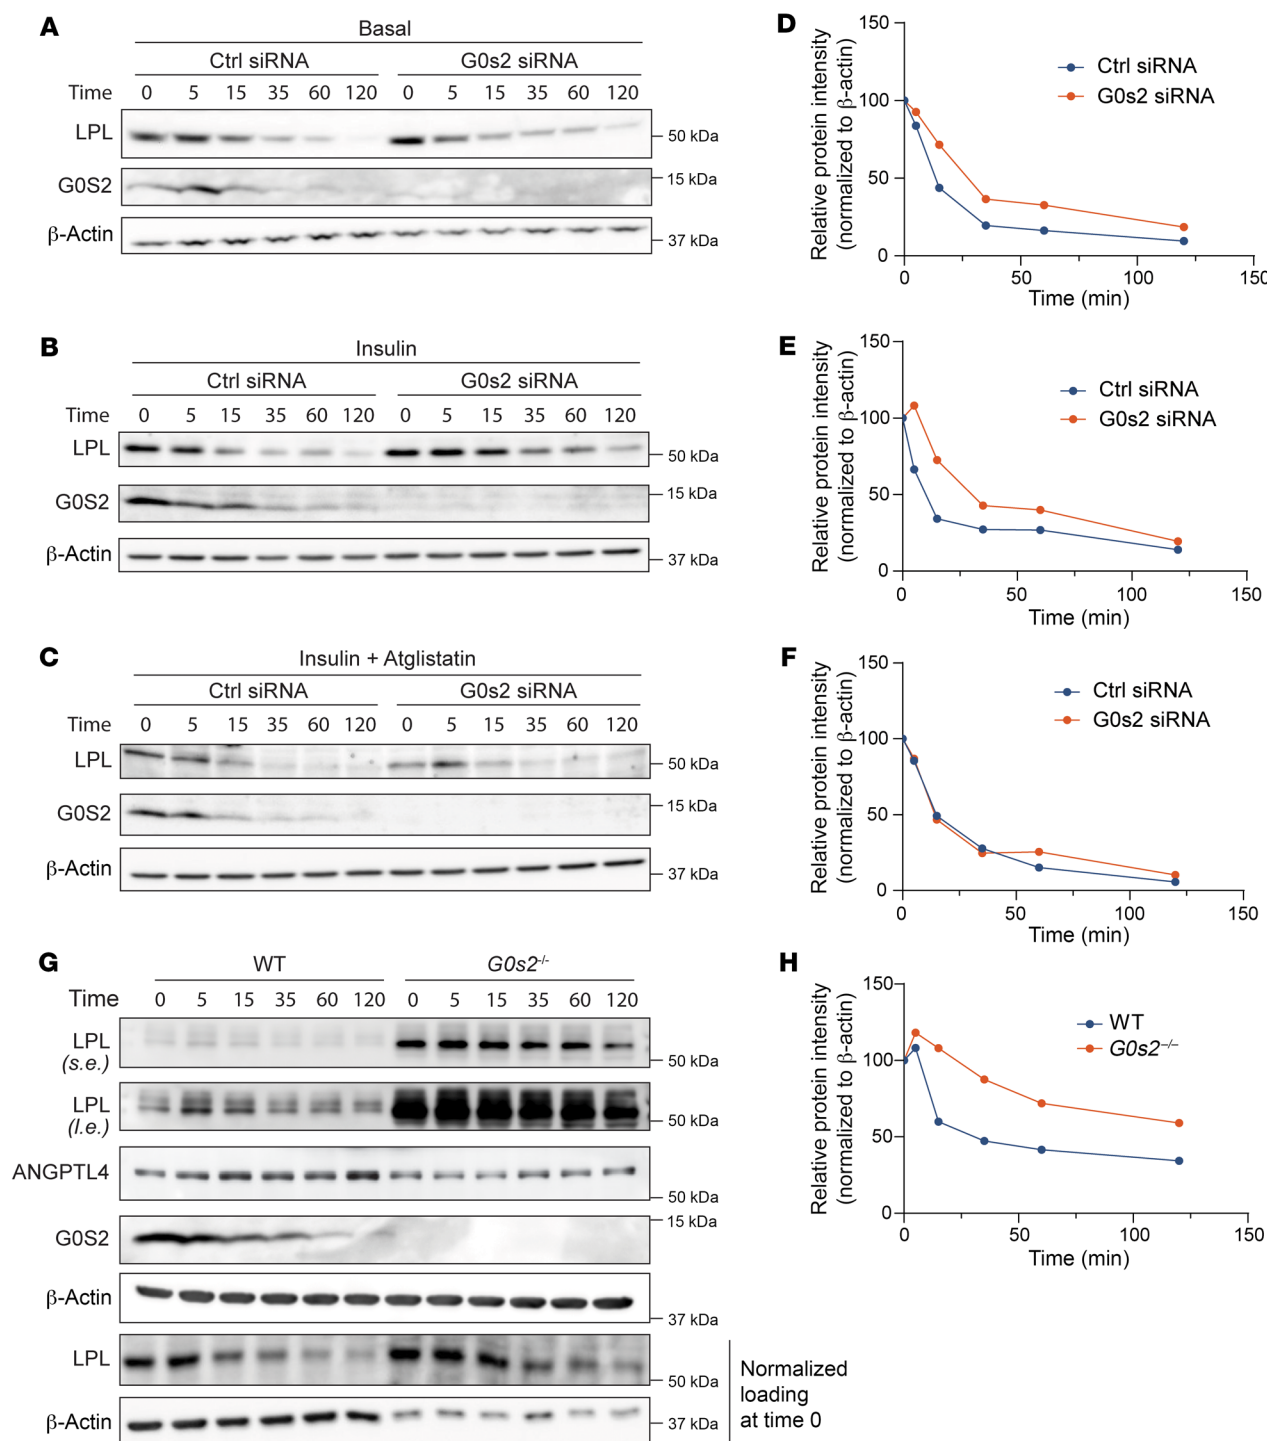 A
Basal
Ctrl siRNA G0s2 siRNA
Time 0 5 15 35 60 120 0 5 15 35 60 120
LPL
50 kDa
G0S2
15 kDa
β-Actin
37 kDa
D
Relative protein intensity
(normalized to β-actin)
150
100
50
0
0 50 100 150
Time (min)
Ctrl siRNA
G0s2 siRNA
B
Insulin
Ctrl siRNA G0s2 siRNA
Time 0 5 15 35 60 120 0 5 15 35 60 120
LPL
50 kDa
G0S2
15 kDa
β-Actin
37 kDa
E
Relative protein intensity
(normalized to β-actin)
150
100
50
0
0 50 100 150
Time (min)
Ctrl siRNA
G0s2 siRNA
C
Insulin + Atglistatin
Ctrl siRNA G0s2 siRNA
Time 0 5 15 35 60 120 0 5 15 35 60 120
LPL
50 kDa
G0S2
15 kDa
β-Actin
37 kDa
F
Relative protein intensity
(normalized to β-actin)
150
100
50
0
0 50 100 150
Time (min)
Ctrl siRNA
G0s2 siRNA
G
WT G0s2-/-
Time 0 5 15 35 60 120 0 5 15 35 60 120
LPL
(s.e.)
50 kDa
LPL
(l.e.)
50 kDa
ANGPTL4
50 kDa
G0S2
15 kDa
β-Actin
37 kDa
LPL
50 kDa
β-Actin
37 kDa
Normalized
loading
at time 0
H
Relative protein intensity
(normalized to β-actin)
150
100
50
0
0 50 100 150
Time (min)
WT
G0s2–/–